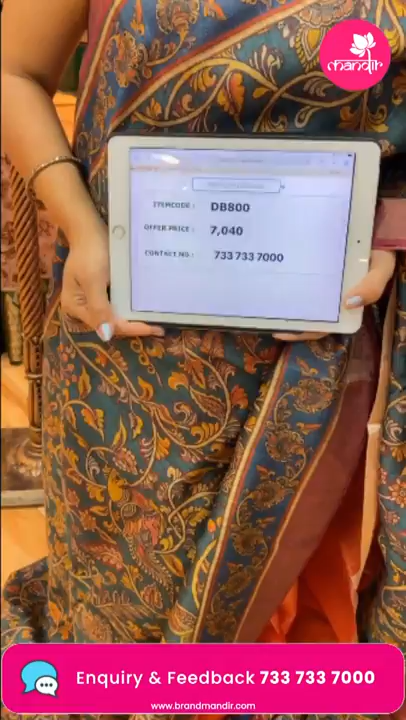 mandir
ITEMCODE : DB800
OFFER PRICE : 7,040
CONTACT NO : 733 733 7000
Enquiry & Feedback 733 733 7000
www.brandmandir.com